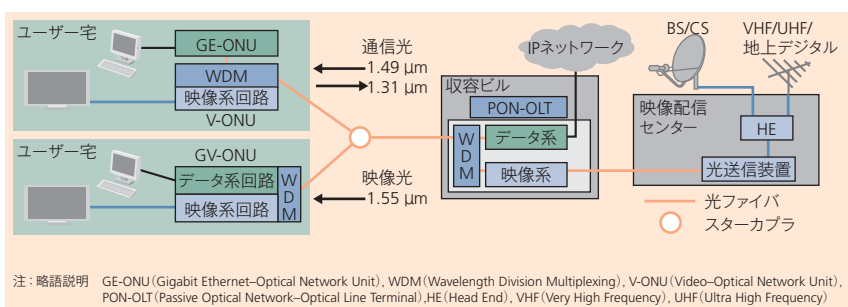 ユーザー宅
GE-ONU
WDM
映像系回路
V-ONU
ユーザー宅
GV-ONU
データ系回路
映像系回路
WDM
通信光
1.49 μm
1.31 μm
映像光
1.55 μm
IPネットワーク
収容ビル
PON-OLT
WDM
データ系
映像系
BS/CS
VHF/UHF/
地上デジタル
映像配信
センター
HE
光送信装置
光ファイバ
スターカプラ
注：略語説明 GE-ONU（Gigabit Ethernet–Optical Network Unit），WDM（Wavelength Division Multiplexing），V-ONU（Video–Optical Network Unit），
PON-OLT（Passive Optical Network–Optical Line Terminal），HE（Head End），VHF（Very High Frequency），UHF（Ultra High Frequency）